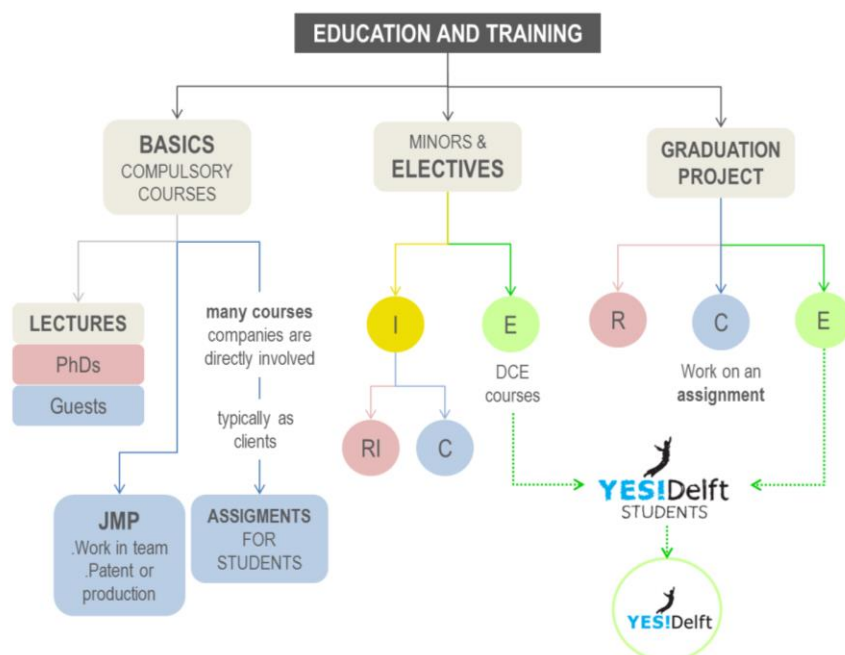 EDUCATION AND TRAINING
BASICS
COMPULSORY
COURSES
MINORS &
ELECTIVES
GRADUATION
PROJECT
LECTURES
PhDs
Guests
many courses
companies are
directly involved
typically as
clients
JMP
.Work in team
.Patent or
production
ASSIGMENTS
FOR
STUDENTS
I
E
DCE
courses
RI
C
R
C
E
Work on an
assignment
YES!Delft
STUDENTS
YES!Delft